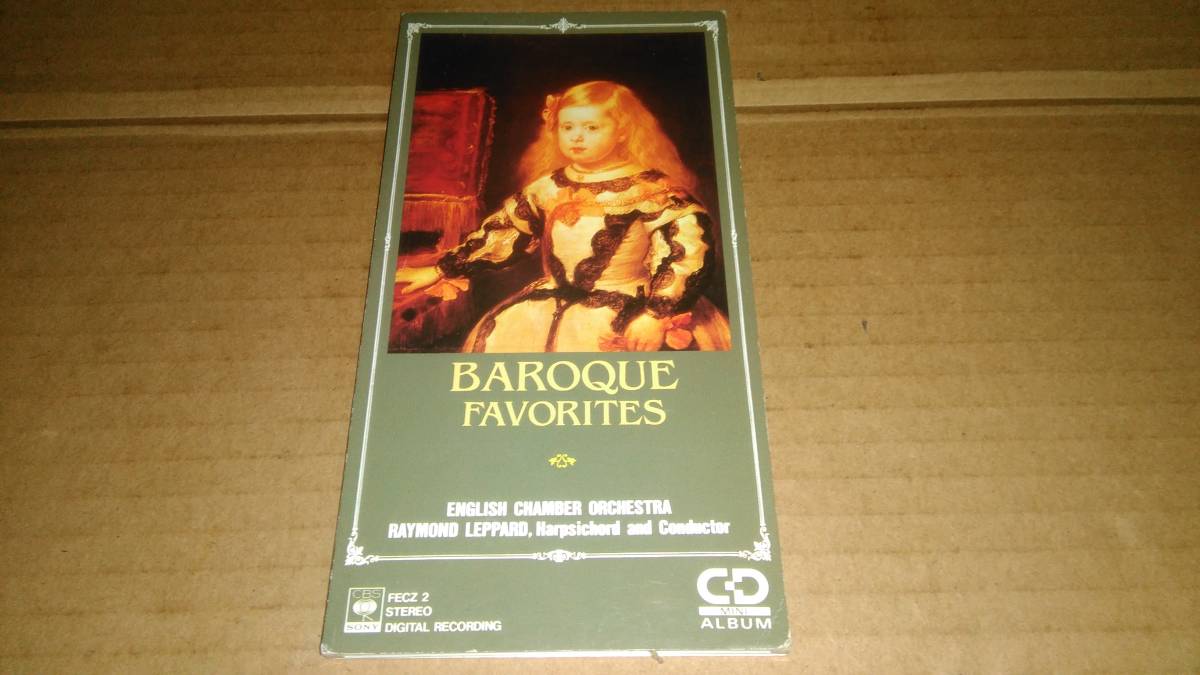 BAROQUE
FAVORITES
ENGLISH CHAMBER ORCHESTRA
RAYMOND LEPPARD, Harpsichord and Conductor
CBS
SONY
FECZ 2
STEREO
DIGITAL RECORDING
CD
MINI
ALBUM